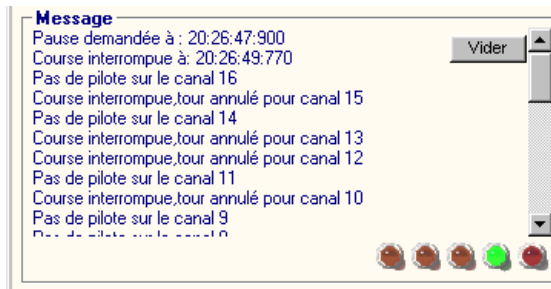 Message
Pause demandée à : 20:26:47:900
Vider
Course interrompue à: 20:26:49:770
Pas de pilote sur le canal 16
Course interrompue,tour annulé pour canal 15
Pas de pilote sur le canal 14
Course interrompue,tour annulé pour canal 13
Course interrompue,tour annulé pour canal 12
Pas de pilote sur le canal 11
Course interrompue,tour annulé pour canal 10
Pas de pilote sur le canal 9